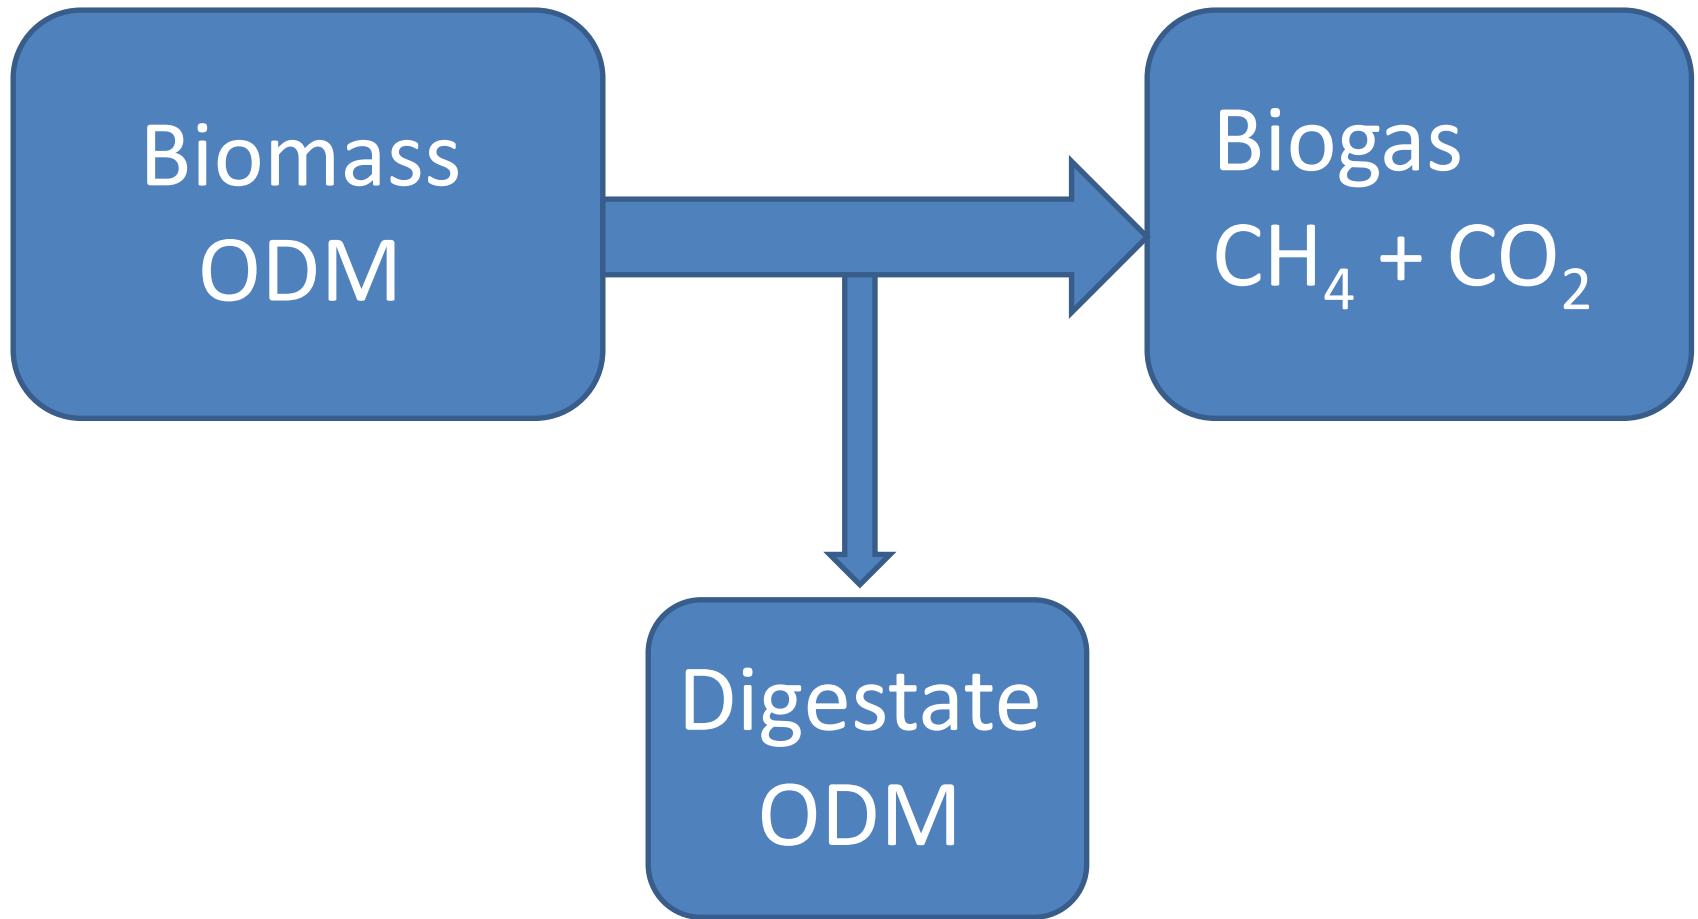 Biomass
ODM
Biogas
CH₄ + CO₂
Digestate
ODM